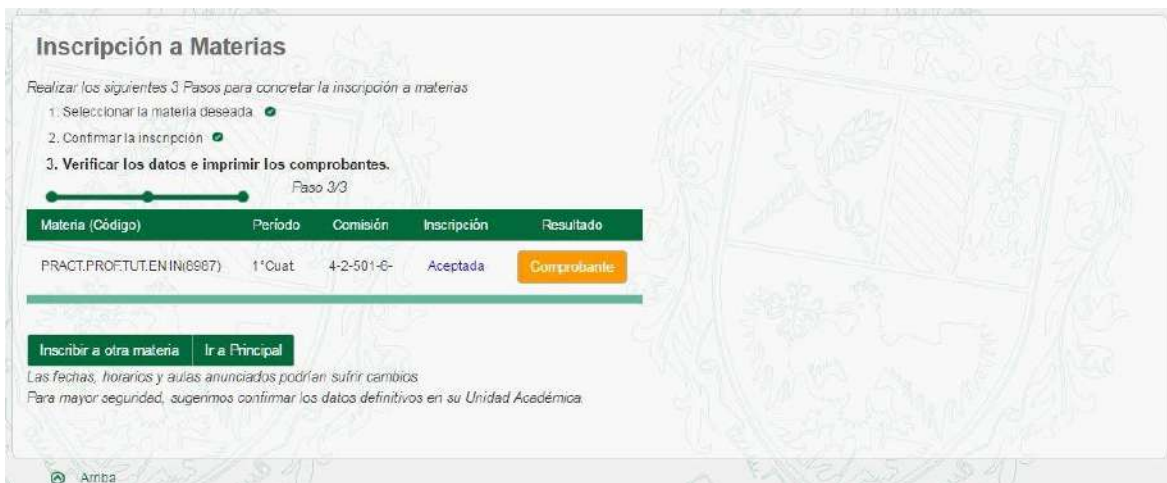 Inscripción a Materias
Realizar los siguientes 3 Pasos para concretar la inscripción a materias
1. Seleccionar la materia deseada.
2. Confirmar la inscripción
3. Verificar los datos e imprimir los comprobantes.
Paso 3/3
Materia (Código) Período Comisión Inscripción Resultado
PRACT.PROF.TUT.EN IN(8987) 1°Cuat. 4-2-501-6- Aceptada Comprobante
Inscribir a otra materia Ir a Principal
Las fechas, horarios y aulas anunciados podrían sufrir cambios
Para mayor seguridad, sugerimos confirmar los datos definitivos en su Unidad Académica.
Arriba